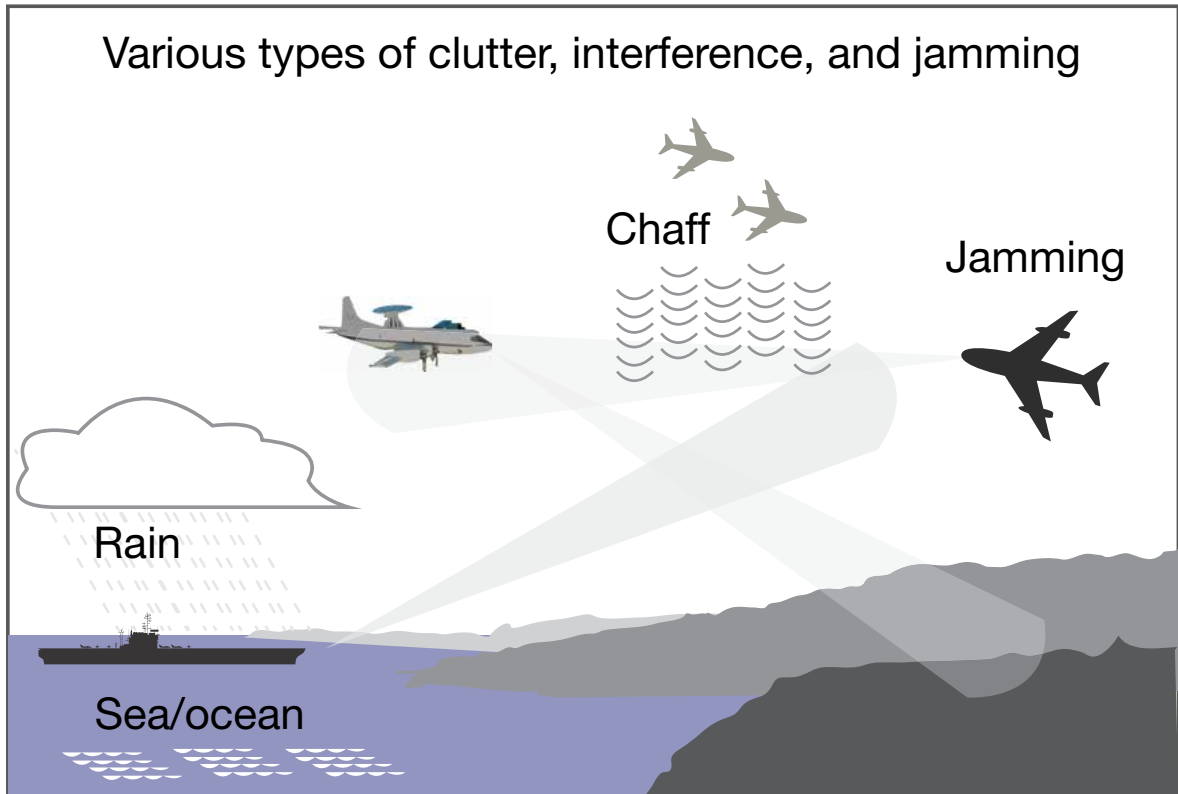 Various types of clutter, interference, and jamming
Chaff
Jamming
Rain
Sea/ocean